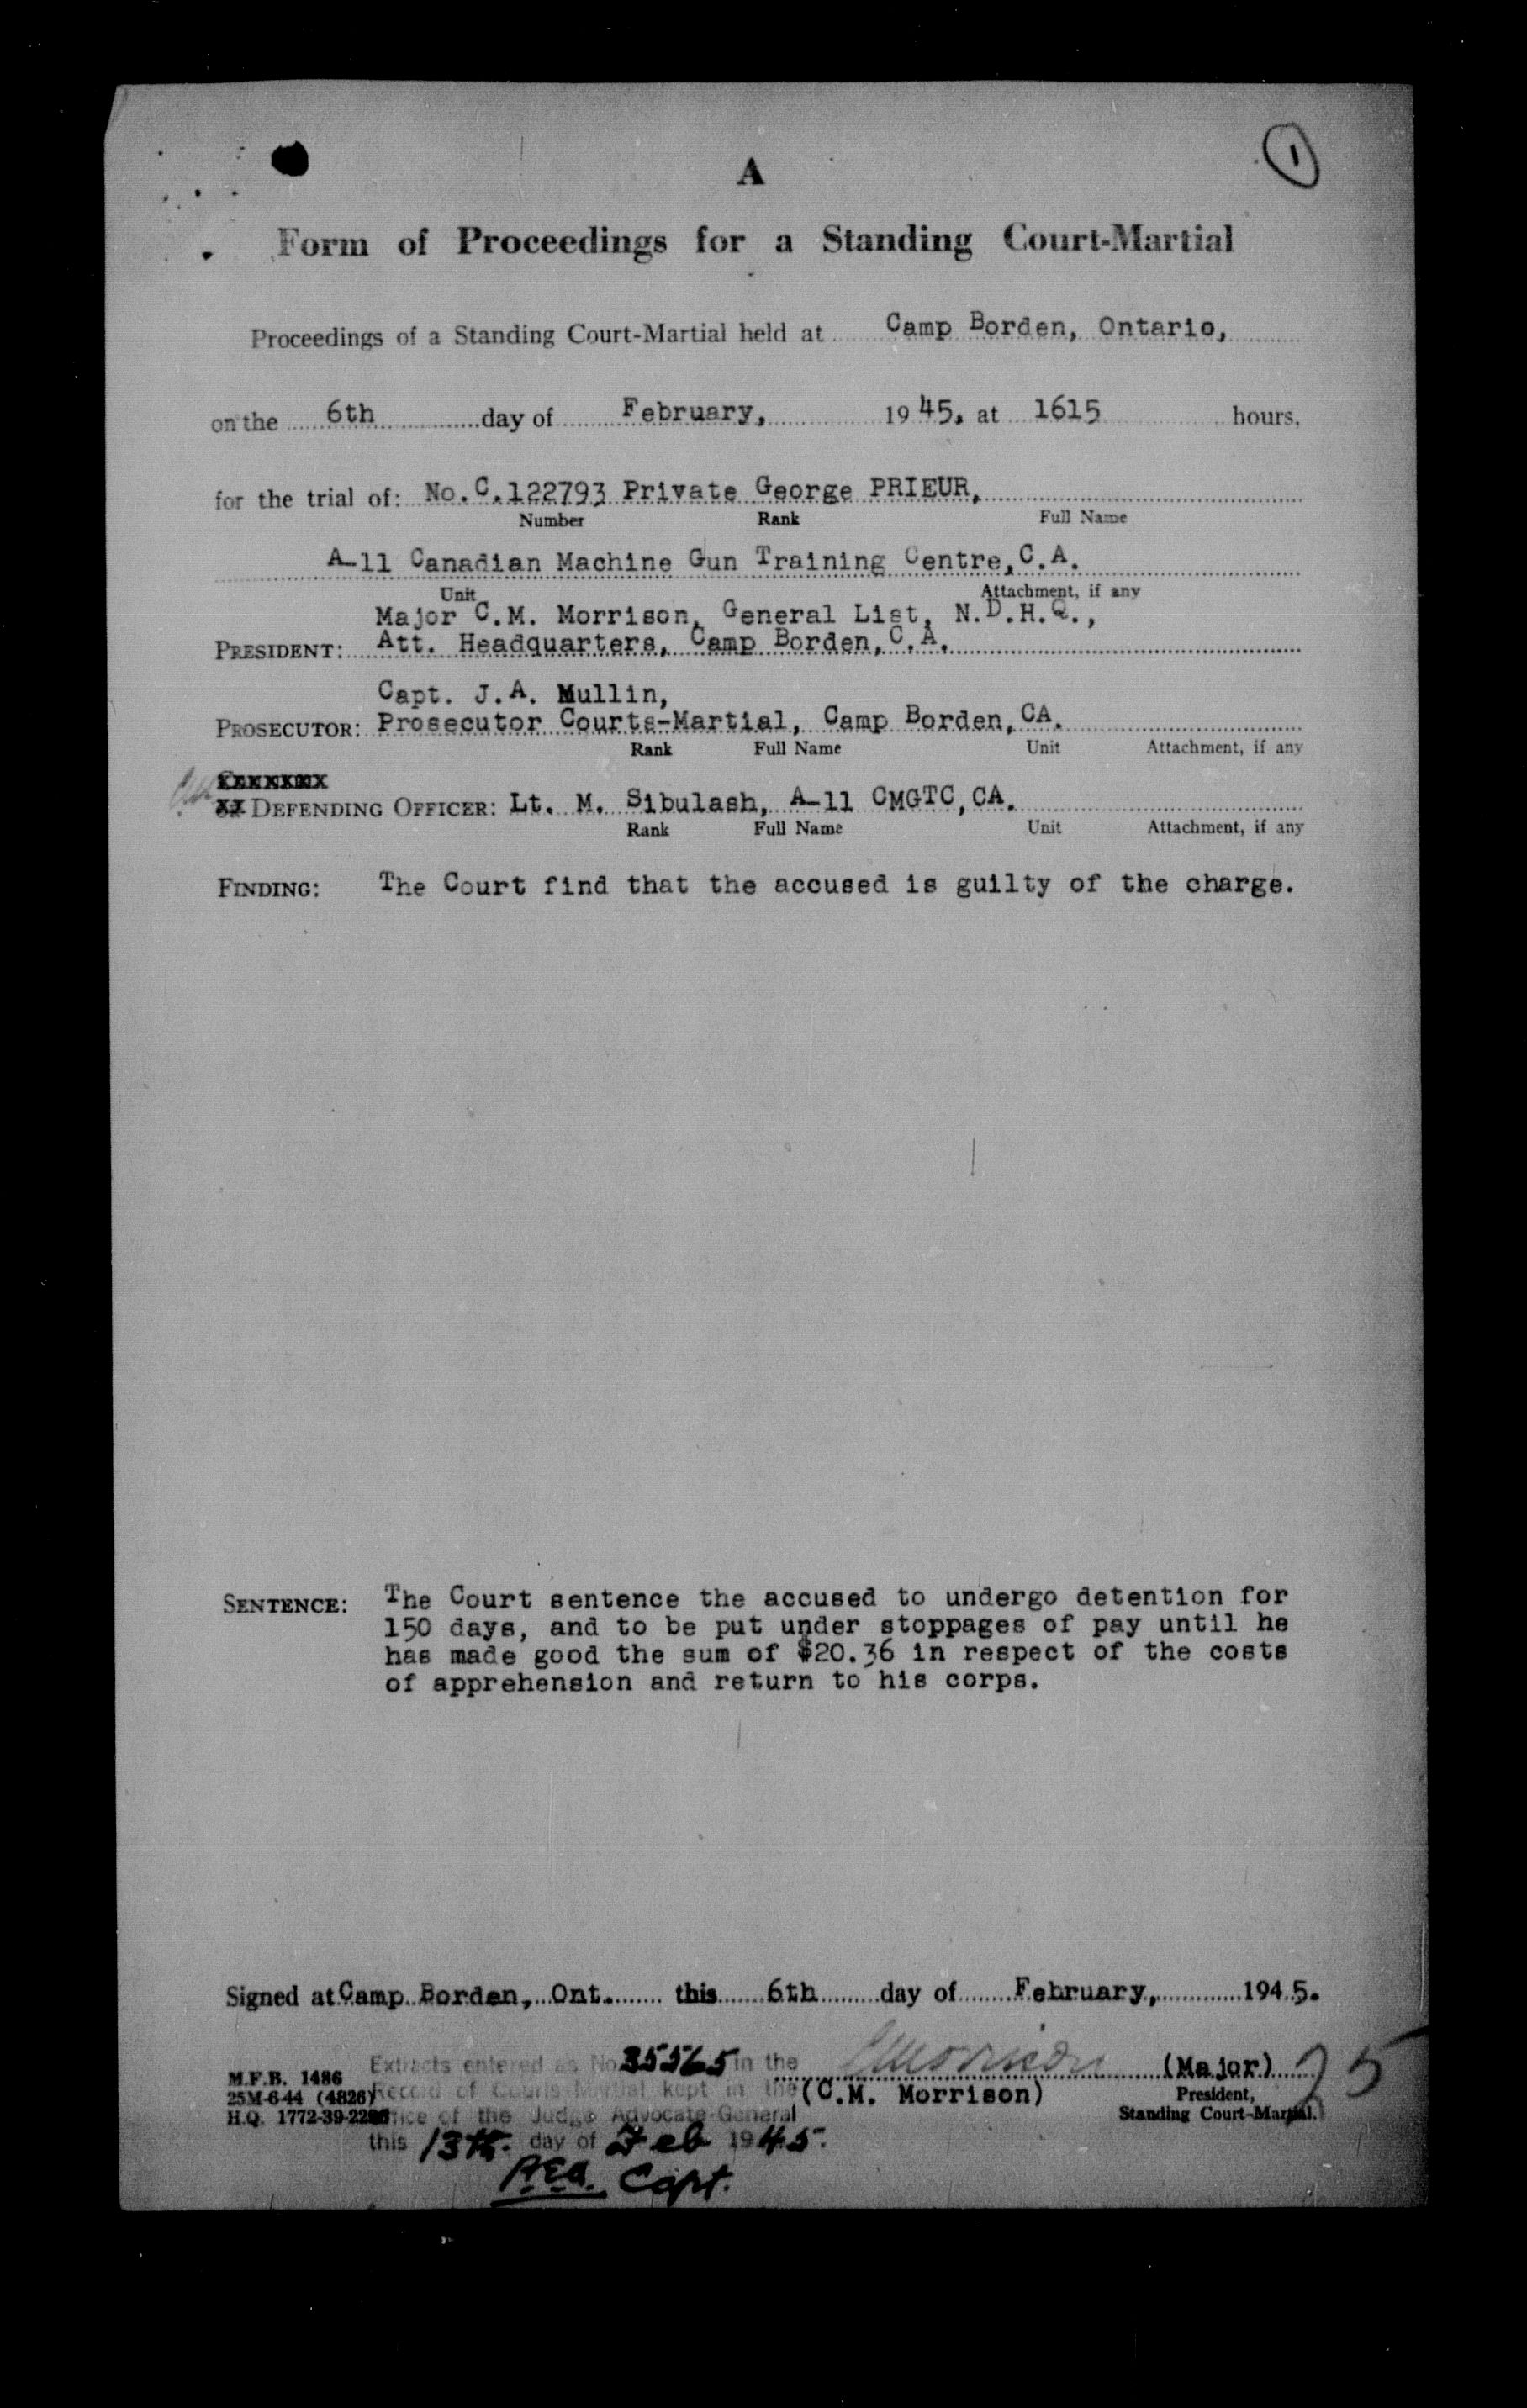 1
A
Form of Proceedings for a Standing Court-Martial
Proceedings of a Standing Court-Martial held at Camp Borden, Ontario,
on the 6th day of February, 1945. at 1615 hours.
for the trial of: No.C.122793 Private George PRIEUR,
Number Rank Full Name
A-11 Canadian Machine Gun Training Centre,C.A.
Unit Attachment, if any
Major C.M. Morrison, General List, N.D.H.Q.,
PRESIDENT: Att. Headquarters, Camp Borden,C.A.
Capt. J.A. Mullin,
PROSECUTOR: Prosecutor Courts-Martial, Camp Borden,CA.
Rank Full Name Unit Attachment, if any
DEFENDING OFFICER: Lt. M. Sibulash, A-11 CMGTC,CA.
Rank Full Name Unit Attachment, if any
FINDING: The Court find that the accused is guilty of the charge.
SENTENCE: The Court sentence the accused to undergo detention for
150 days, and to be put under stoppages of pay until he
has made good the sum of $20.36 in respect of the costs
of apprehension and return to his corps.
Signed at Camp Borden, Ont. this 6th day of February, 1945.
Extracts entered as No 35565 in the CMorrison (Major) 25
M.F.B. 1486
25M-6-44 (4826) Record of Courts-Martial kept in the (C.M. Morrison) President,
H.Q. 1772-39- Office of the Judge Advocate-General Standing Court-Martial.
this 13th. day of Feb 1945.
Capt.